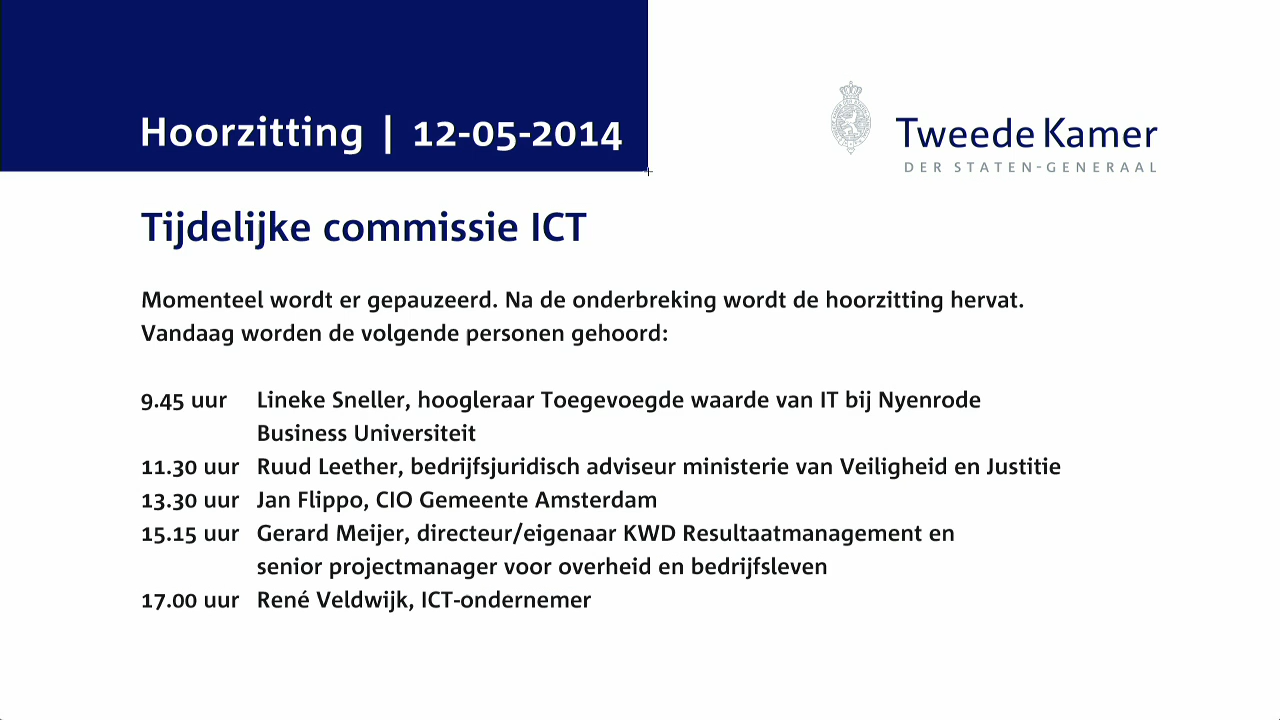 Hoorzitting | 12-05-2014
Tweede Kamer
DER STATEN-GENERAAL
Tijdelijke commissie ICT
Momenteel wordt er gepauzeerd. Na de onderbreking wordt de hoorzitting hervat.
Vandaag worden de volgende personen gehoord:
9.45 uur Lineke Sneller, hoogleraar Toegevoegde waarde van IT bij Nyenrode
Business Universiteit
11.30 uur Ruud Leether, bedrijfsjuridisch adviseur ministerie van Veiligheid en Justitie
13.30 uur Jan Flippo, CIO Gemeente Amsterdam
15.15 uur Gerard Meijer, directeur/eigenaar KWD Resultaatmanagement en
senior projectmanager voor overheid en bedrijfsleven
17.00 uur René Veldwijk, ICT-ondernemer